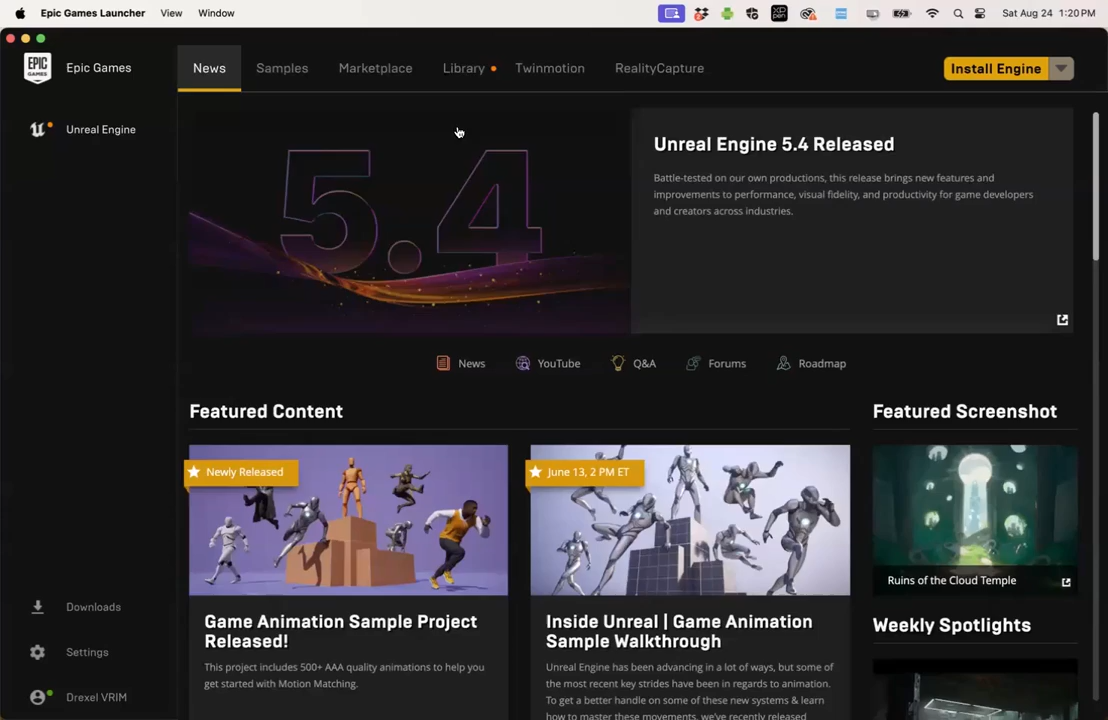 Epic Games Launcher View Window Sat Aug 24 1:20 PM
EPIC GAMES
Epic Games
News Samples Marketplace Library Twinmotion RealityCapture Install Engine
Unreal Engine
5.4
Unreal Engine 5.4 Released
Battle-tested on our own productions, this release brings new features and
improvements to performance, visual fidelity, and productivity for game developers
and creators across industries.
News YouTube Q&A Forums Roadmap
Featured Content
Newly Released
Game Animation Sample Project
Released!
This project includes 500+ AAA quality animations to help you
get started with Motion Matching.
June 13, 2 PM ET
Inside Unreal | Game Animation
Sample Walkthrough
Unreal Engine has been advancing in a lot of ways, but some of
the most recent key strides have been in regards to animation.
To get a better handle on some of these new systems & learn
how to master these movements, we've recently released
Featured Screenshot
Ruins of the Cloud Temple
Weekly Spotlights
Downloads
Settings
Drexel VRIM